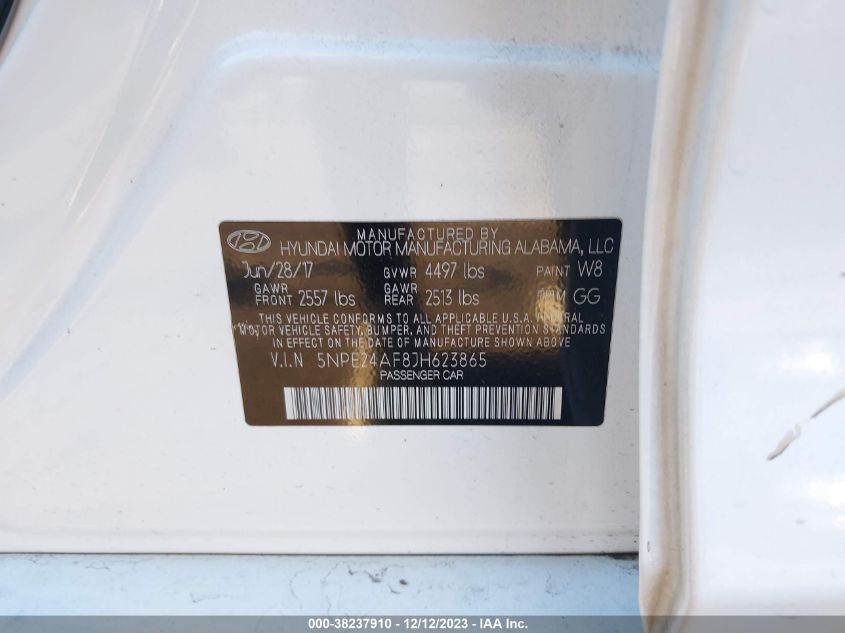 MANUFACTURED BY
HYUNDAI MOTOR MANUFACTURING ALABAMA, LLC
Jun/28/17 GVWR 4497 lbs PAINT W8
GAWR FRONT 2557 lbs GAWR REAR 2513 lbs TRIM GG
THIS VEHICLE CONFORMS TO ALL APPLICABLE U.S.A. FEDERAL
MOTOR VEHICLE SAFETY, BUMPER, AND THEFT PREVENTION STANDARDS
IN EFFECT ON THE DATE OF MANUFACTURE SHOWN ABOVE
V.I.N 5NPE24AF8JH623865
PASSENGER CAR
000-38237910 - 12/12/2023 - IAA Inc.